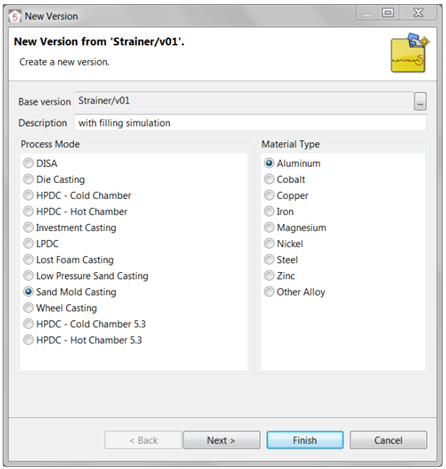 5 New Version
New Version from 'Strainer/v01'.
Create a new version.
5
Base version Strainer/v01 ...
Description with filling simulation
Process Mode
DISA
Die Casting
HPDC - Cold Chamber
HPDC - Hot Chamber
Investment Casting
LPDC
Lost Foam Casting
Low Pressure Sand Casting
Sand Mold Casting
Wheel Casting
HPDC - Cold Chamber 5.3
HPDC - Hot Chamber 5.3
Material Type
Aluminum
Cobalt
Copper
Iron
Magnesium
Nickel
Steel
Zinc
Other Alloy
< Back Next > Finish Cancel